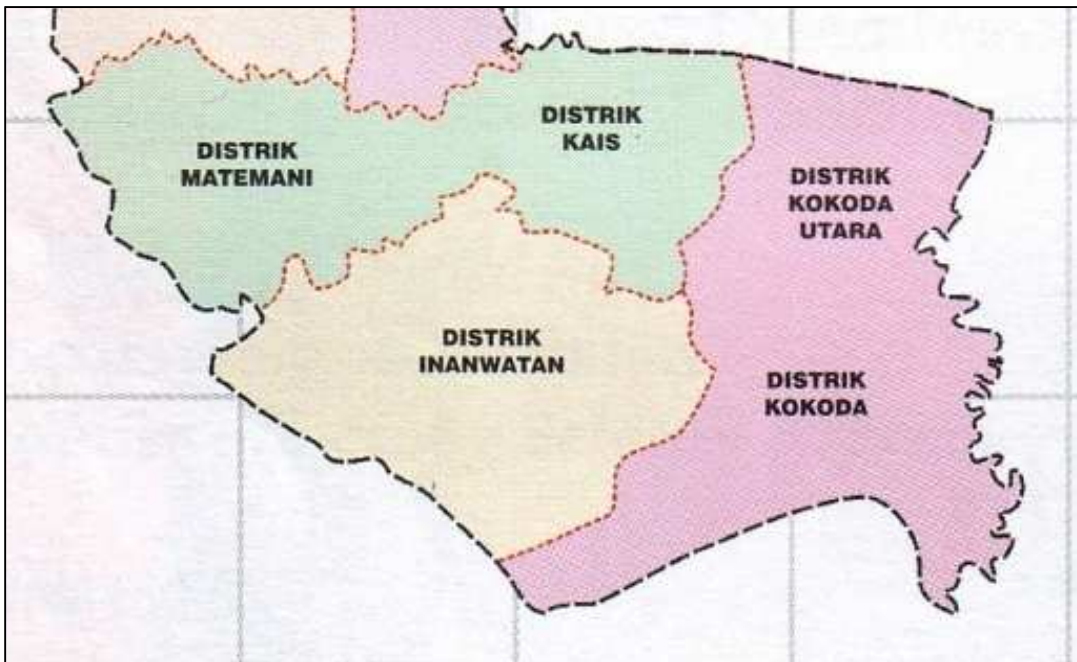 DISTRIK
MATEMANI
DISTRIK
KAIS
DISTRIK
KOKODA
UTARA
DISTRIK
INANWATAN
DISTRIK
KOKODA